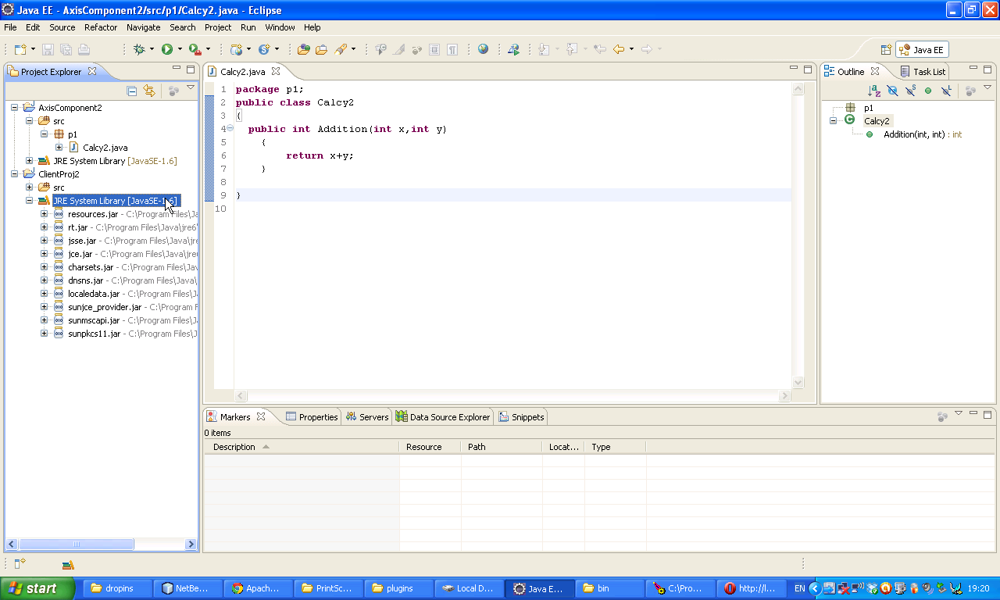 Java EE - AxisComponent2/src/p1/Calcy2.java - Eclipse
File Edit Source Refactor Navigate Search Project Run Window Help
Java EE
Project Explorer
AxisComponent2
src
p1
Calcy2.java
JRE System Library [JavaSE-1.6]
ClientProj2
src
JRE System Library [JavaSE-1.6]
resources.jar - C:\Program Files\Ja
rt.jar - C:\Program Files\Java\jre6
jsse.jar - C:\Program Files\Java\jre
jce.jar - C:\Program Files\Java\jre
charsets.jar - C:\Program Files\Ja
dnsns.jar - C:\Program Files\Java\
localedata.jar - C:\Program Files\J
sunjce_provider.jar - C:\Program
sunmscapi.jar - C:\Program Files\J
sunpkcs11.jar - C:\Program Files\J
Calcy2.java
1 package p1;
2 public class Calcy2
3 {
4 public int Addition(int x,int y)
5 {
6 return x+y;
7 }
8
9 }
10
Outline Task List
p1
Calcy2
Addition(int, int) : int
Markers Properties Servers Data Source Explorer Snippets
0 items
Description Resource Path Locat... Type
start dropins NetBe... Apach... PrintSc... plugins Local D... Java E... bin C:\Pro... http://l... EN 19:20